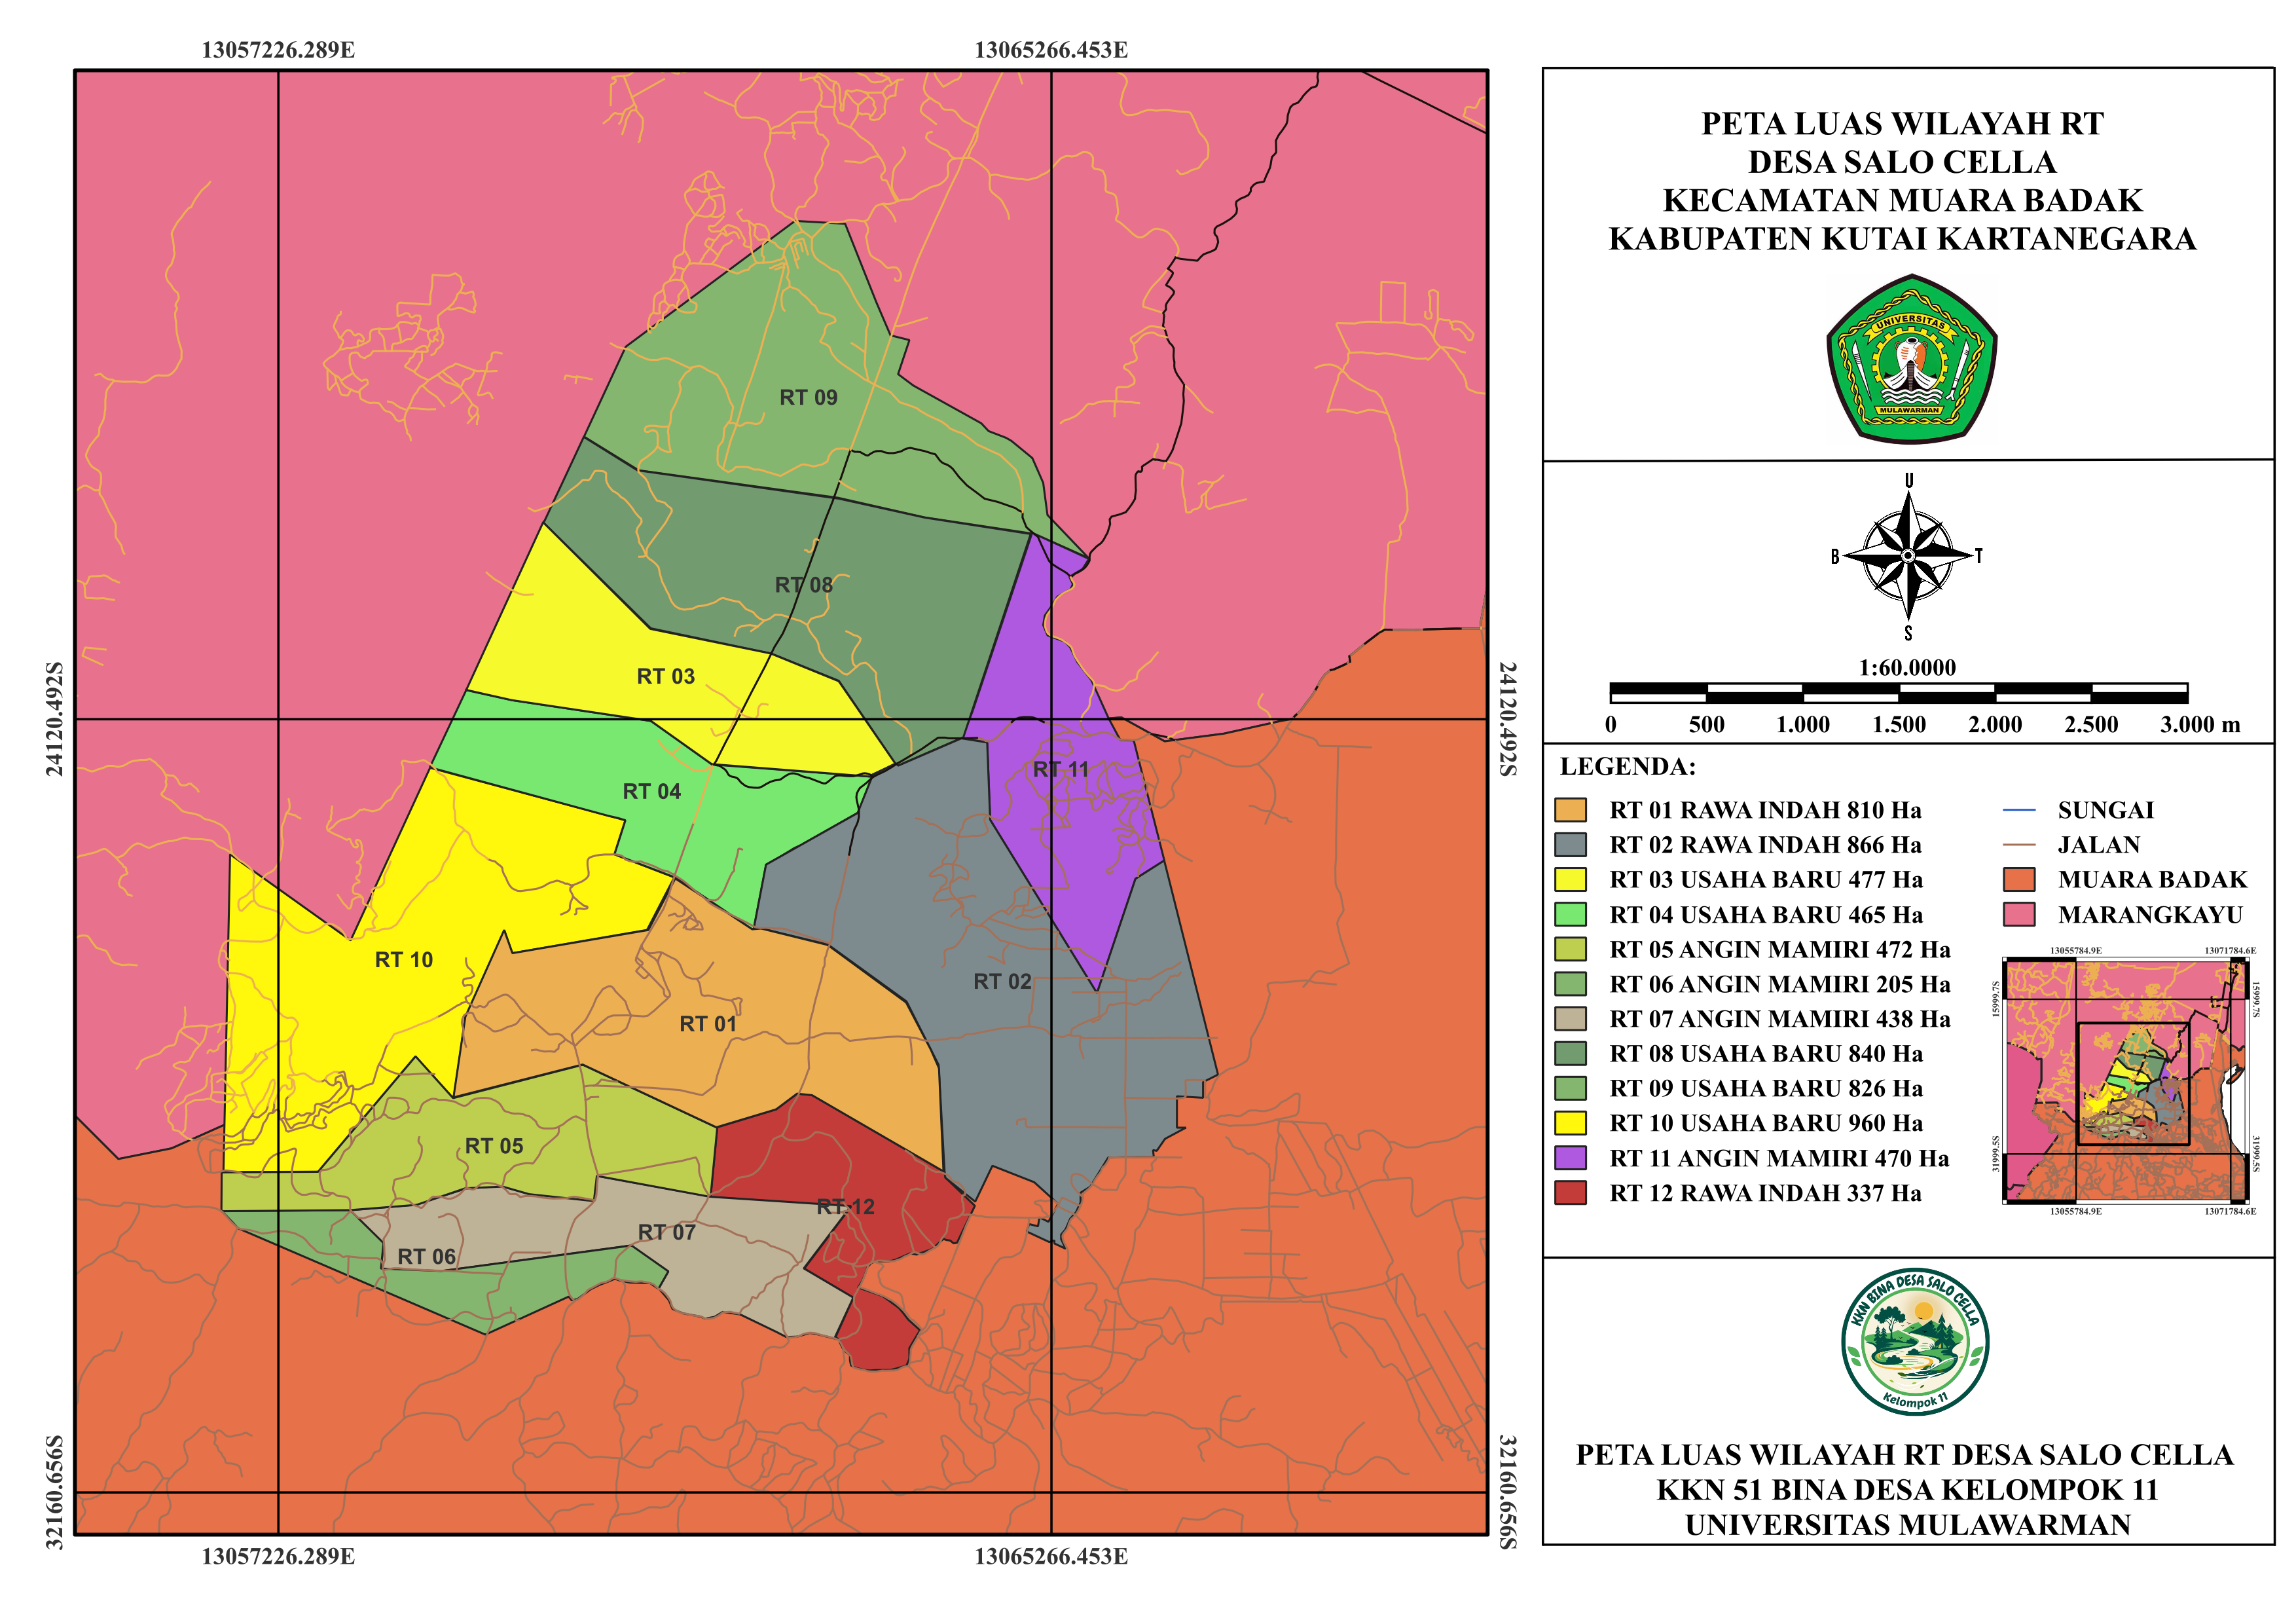 13057226.289E
13065266.453E
24120.492S
24120.492S
32160.656S
32160.656S
13057226.289E
13065266.453E
RT 09
RT 08
RT 03
RT 11
RT 04
RT 10
RT 02
RT 01
RT 05
RT 12
RT 07
RT 06
PETA LUAS WILAYAH RT
DESA SALO CELLA
KECAMATAN MUARA BADAK
KABUPATEN KUTAI KARTANEGARA
UNIVERSITAS
MULAWARMAN
U
B
T
S
1:60.0000
0 500 1.000 1.500 2.000 2.500 3.000 m
LEGENDA:
RT 01 RAWA INDAH 810 Ha
RT 02 RAWA INDAH 866 Ha
RT 03 USAHA BARU 477 Ha
RT 04 USAHA BARU 465 Ha
RT 05 ANGIN MAMIRI 472 Ha
RT 06 ANGIN MAMIRI 205 Ha
RT 07 ANGIN MAMIRI 438 Ha
RT 08 USAHA BARU 840 Ha
RT 09 USAHA BARU 826 Ha
RT 10 USAHA BARU 960 Ha
RT 11 ANGIN MAMIRI 470 Ha
RT 12 RAWA INDAH 337 Ha
SUNGAI
JALAN
MUARA BADAK
MARANGKAYU
13055784.9E
13071784.6E
15999.7S
15999.7S
31999.5S
31999.5S
13055784.9E
13071784.6E
KKN BINA DESA SALO CELLA
Kelompok 11
PETA LUAS WILAYAH RT DESA SALO CELLA
KKN 51 BINA DESA KELOMPOK 11
UNIVERSITAS MULAWARMAN